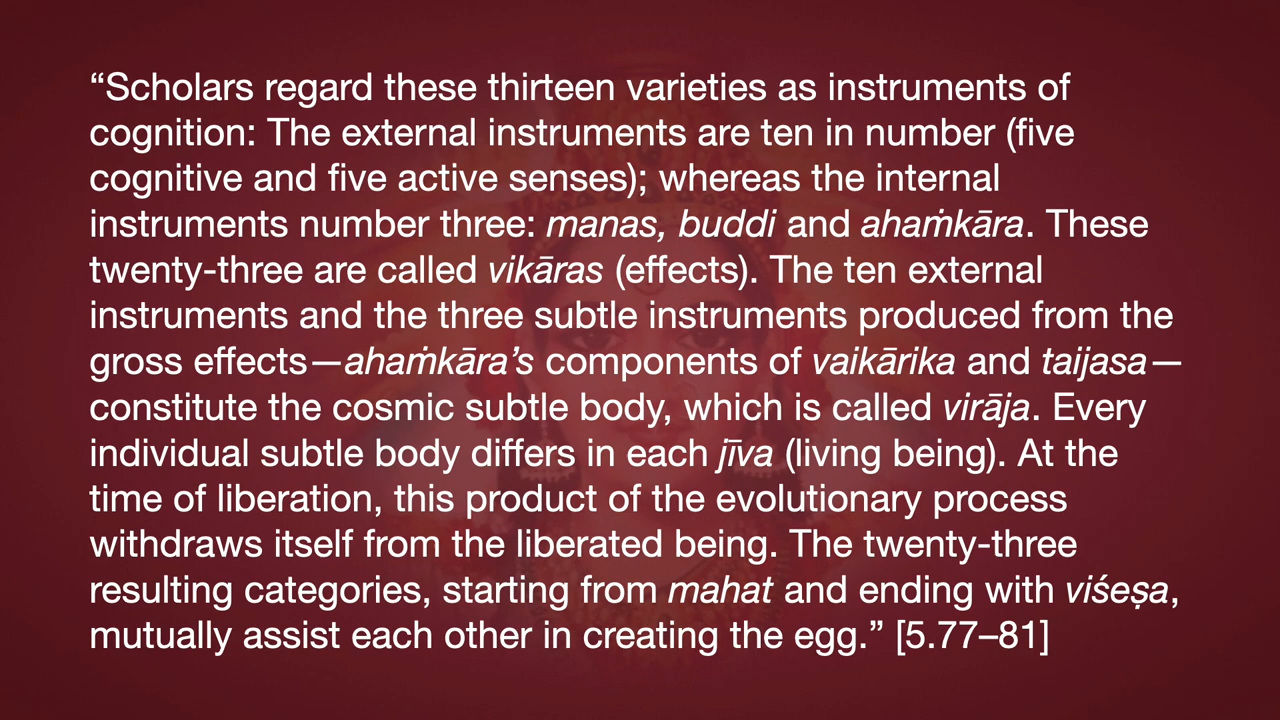 “Scholars regard these thirteen varieties as instruments of
cognition: The external instruments are ten in number (five
cognitive and five active senses); whereas the internal
instruments number three: manas, buddi and ahaṁkāra. These
twenty-three are called vikāras (effects). The ten external
instruments and the three subtle instruments produced from the
gross effects—ahaṁkāra’s components of vaikārika and taijasa—
constitute the cosmic subtle body, which is called virāja. Every
individual subtle body differs in each jīva (living being). At the
time of liberation, this product of the evolutionary process
withdraws itself from the liberated being. The twenty-three
resulting categories, starting from mahat and ending with viśeṣa,
mutually assist each other in creating the egg.” [5.77–81]